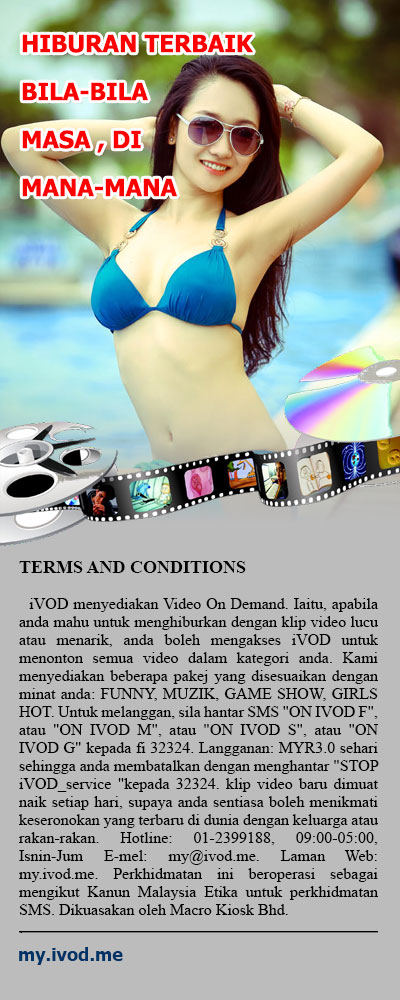 HIBURAN TERBAIK
BILA-BILA
MASA , DI
MANA-MANA
TERMS AND CONDITIONS
iVOD menyediakan Video On Demand. Iaitu, apabila
anda mahu untuk menghiburkan dengan klip video lucu
atau menarik, anda boleh mengakses iVOD untuk
menonton semua video dalam kategori anda. Kami
menyediakan beberapa pakej yang disesuaikan dengan
minat anda: FUNNY, MUZIK, GAME SHOW, GIRLS
HOT. Untuk melanggan, sila hantar SMS "ON IVOD F",
atau "ON IVOD M", atau "ON IVOD S", atau "ON
IVOD G" kepada fi 32324. Langganan: MYR3.0 sehari
sehingga anda membatalkan dengan menghantar "STOP
iVOD_service "kepada 32324. klip video baru dimuat
naik setiap hari, supaya anda sentiasa boleh menikmati
keseronokan yang terbaru di dunia dengan keluarga atau
rakan-rakan. Hotline: 01-2399188, 09:00-05:00,
Isnin-Jum E-mel: my@ivod.me. Laman Web:
my.ivod.me. Perkhidmatan ini beroperasi sebagai
mengikut Kanun Malaysia Etika untuk perkhidmatan
SMS. Dikuasakan oleh Macro Kiosk Bhd.
my.ivod.me